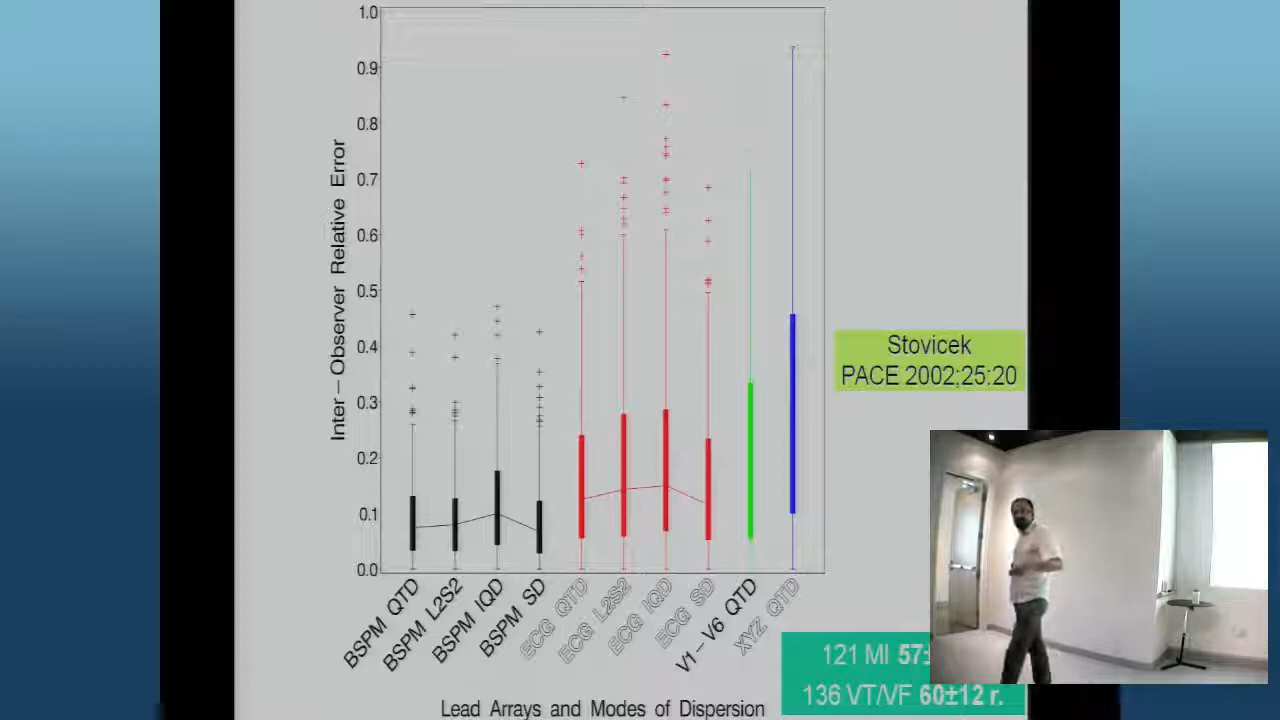 1.0
0.9
0.8
0.7
0.6
0.5
0.4
0.3
0.2
0.1
0.0
Inter – Observer Relative Error
BSPM QTD
BSPM L2S2
BSPM IQD
BSPM SD
ECG QTD
ECG L2S2
ECG IQD
ECG SD
V1 – V6 QTD
XYZ QTD
Lead Arrays and Modes of Dispersion
Stovicek
PACE 2002;25:20
121 MI 57±
136 VT/VF 60±12 r.